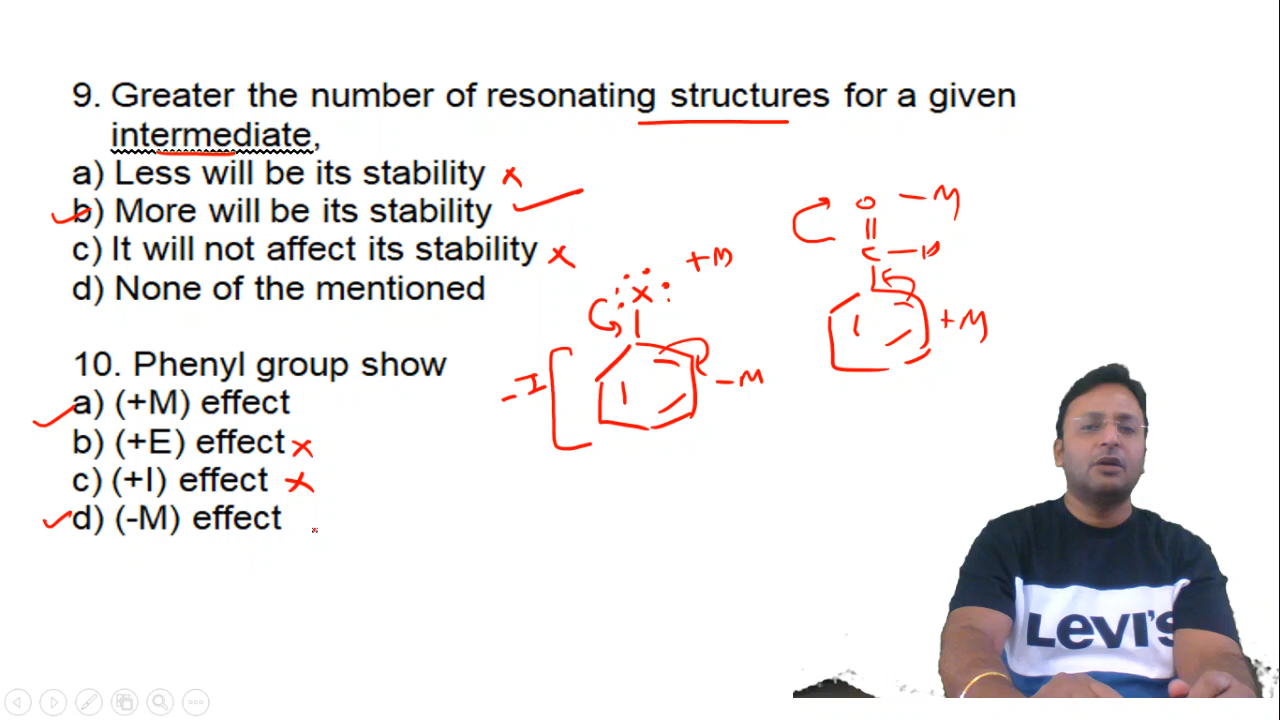 9. Greater the number of resonating structures for a given
intermediate,
a) Less will be its stability x
b) More will be its stability
c) It will not affect its stability x
d) None of the mentioned
10. Phenyl group show
a) (+M) effect
b) (+E) effect x
c) (+I) effect x
d) (-M) effect
+M
X
-I
-M
O -M
C-H
+M
LEVI'S